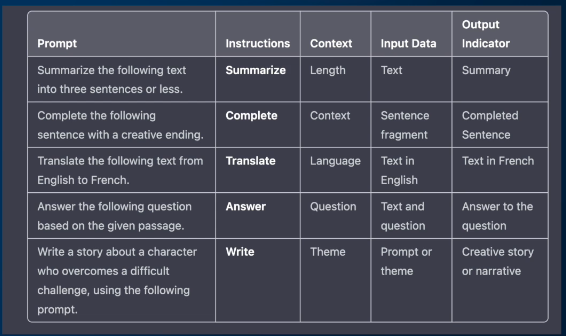 Prompt Instructions Context Input Data Output Indicator
Summarize the following text Summarize Length Text Summary
into three sentences or less.
Complete the following Complete Context Sentence Completed
sentence with a creative ending. fragment Sentence
Translate the following text from Translate Language Text in Text in French
English to French. English
Answer the following question Answer Question Text and Answer to the
based on the given passage. question question
Write a story about a character Write Theme Prompt or Creative story
who overcomes a difficult theme or narrative
challenge, using the following
prompt.